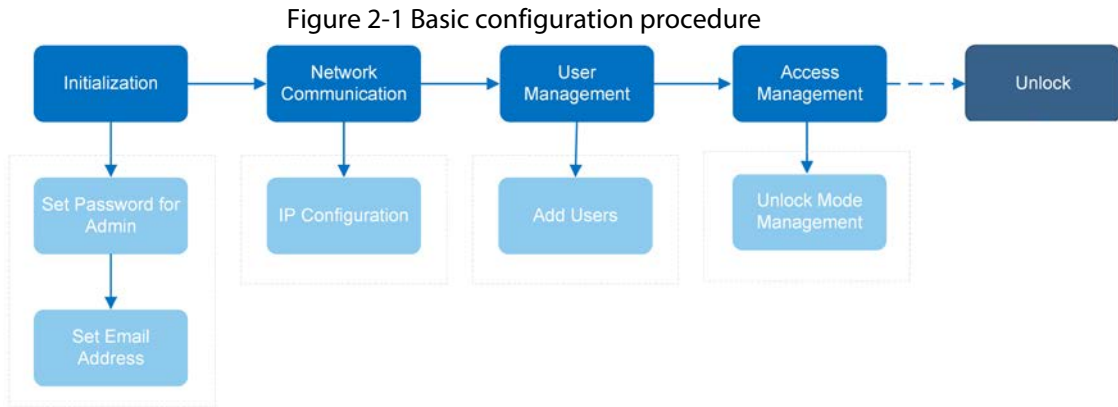 Figure 2-1 Basic configuration procedure
Initialization
Network
Communication
User
Management
Access
Management
Unlock
Set Password for
Admin
IP Configuration
Add Users
Unlock Mode
Management
Set Email
Address